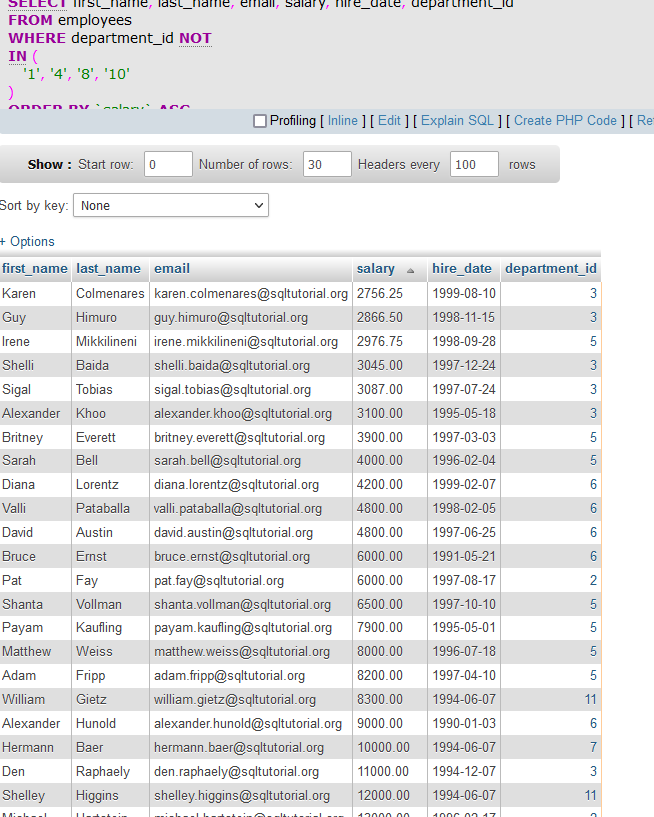 SELECT first_name, last_name, email, salary, hire_date, department_id
FROM employees
WHERE department_id NOT
IN (
'1', '4', '8', '10'
)
ORDER BY `salary` ASC
Profiling [ Inline ] [ Edit ] [ Explain SQL ] [ Create PHP Code ] [ Re
Show : Start row: 0 Number of rows: 30 Headers every 100 rows
Sort by key: None
+ Options
first_name last_name email salary hire_date department_id
Karen Colmenares karen.colmenares@sqltutorial.org 2756.25 1999-08-10 3
Guy Himuro guy.himuro@sqltutorial.org 2866.50 1998-11-15 3
Irene Mikkilineni irene.mikkilineni@sqltutorial.org 2976.75 1998-09-28 5
Shelli Baida shelli.baida@sqltutorial.org 3045.00 1997-12-24 3
Sigal Tobias sigal.tobias@sqltutorial.org 3087.00 1997-07-24 3
Alexander Khoo alexander.khoo@sqltutorial.org 3100.00 1995-05-18 3
Britney Everett britney.everett@sqltutorial.org 3900.00 1997-03-03 5
Sarah Bell sarah.bell@sqltutorial.org 4000.00 1996-02-04 5
Diana Lorentz diana.lorentz@sqltutorial.org 4200.00 1999-02-07 6
Valli Pataballa valli.pataballa@sqltutorial.org 4800.00 1998-02-05 6
David Austin david.austin@sqltutorial.org 4800.00 1997-06-25 6
Bruce Ernst bruce.ernst@sqltutorial.org 6000.00 1991-05-21 6
Pat Fay pat.fay@sqltutorial.org 6000.00 1997-08-17 2
Shanta Vollman shanta.vollman@sqltutorial.org 6500.00 1997-10-10 5
Payam Kaufling payam.kaufling@sqltutorial.org 7900.00 1995-05-01 5
Matthew Weiss matthew.weiss@sqltutorial.org 8000.00 1996-07-18 5
Adam Fripp adam.fripp@sqltutorial.org 8200.00 1997-04-10 5
William Gietz william.gietz@sqltutorial.org 8300.00 1994-06-07 11
Alexander Hunold alexander.hunold@sqltutorial.org 9000.00 1990-01-03 6
Hermann Baer hermann.baer@sqltutorial.org 10000.00 1994-06-07 7
Den Raphaely den.raphaely@sqltutorial.org 11000.00 1994-12-07 3
Shelley Higgins shelley.higgins@sqltutorial.org 12000.00 1994-06-07 11
Michael Hartstein michael.hartstein@sqltutorial.org 13000.00 1996-02-17 2